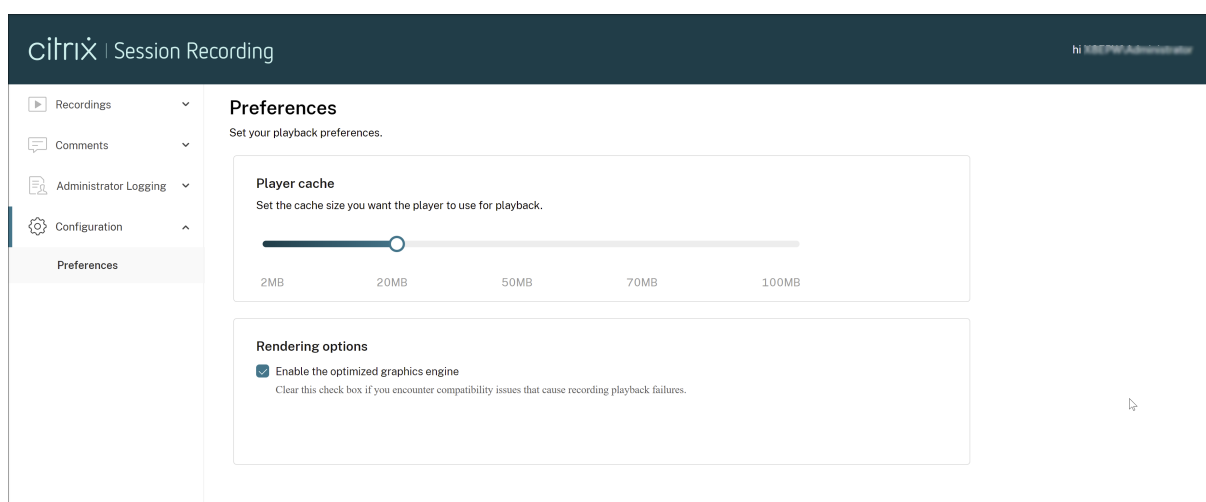 citrix | Session Recording
hi
Recordings
Comments
Administrator Logging
Configuration
Preferences
Preferences
Set your playback preferences.
Player cache
Set the cache size you want the player to use for playback.
2MB 20MB 50MB 70MB 100MB
Rendering options
Enable the optimized graphics engine
Clear this check box if you encounter compatibility issues that cause recording playback failures.